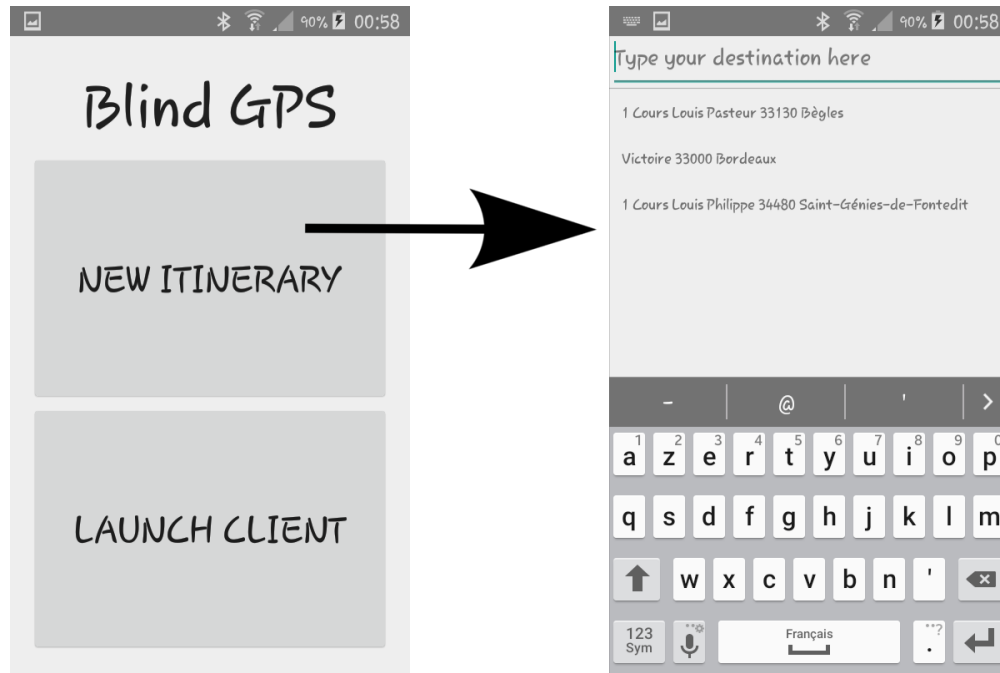 90% 00:58
Blind GPS
NEW ITINERARY
LAUNCH CLIENT
90% 00:58
Type your destination here
1 Cours Louis Pasteur 33130 Bègles
Victoire 33000 Bordeaux
1 Cours Louis Philippe 34480 Saint-Génies-de-Fontedit
- @ ' >
1 2 3 4 5 6 7 8 9 0
a z e r t y u i o p
q s d f g h j k l m
w x c v b n '
123 Sym Français . ?